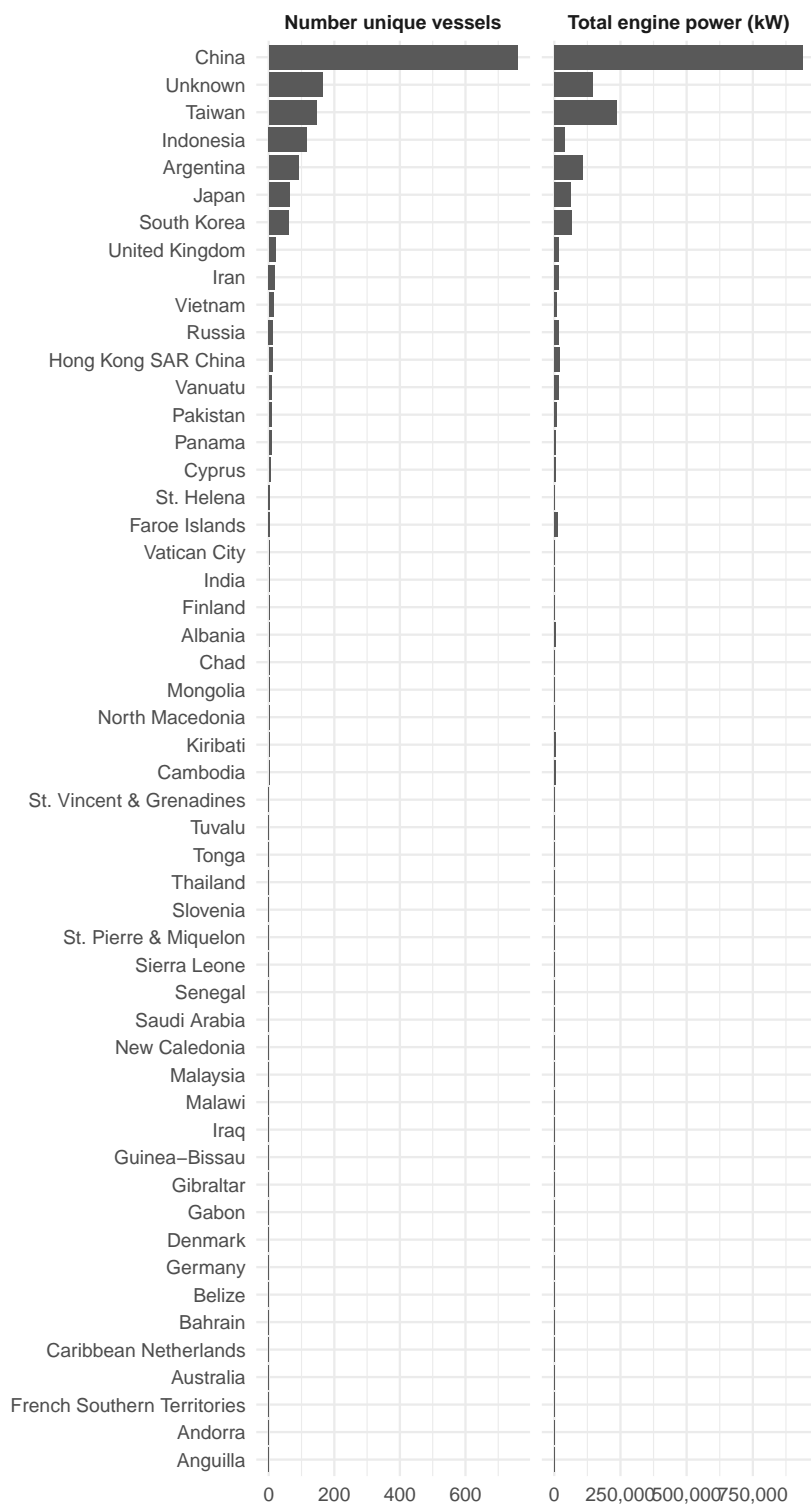 Number unique vessels Total engine power (kW)
China
Unknown
Taiwan
Indonesia
Argentina
Japan
South Korea
United Kingdom
Iran
Vietnam
Russia
Hong Kong SAR China
Vanuatu
Pakistan
Panama
Cyprus
St. Helena
Faroe Islands
Vatican City
India
Finland
Albania
Chad
Mongolia
North Macedonia
Kiribati
Cambodia
St. Vincent & Grenadines
Tuvalu
Tonga
Thailand
Slovenia
St. Pierre & Miquelon
Sierra Leone
Senegal
Saudi Arabia
New Caledonia
Malaysia
Malawi
Iraq
Guinea−Bissau
Gibraltar
Gabon
Denmark
Germany
Belize
Bahrain
Caribbean Netherlands
Australia
French Southern Territories
Andorra
Anguilla
0 200 400 600 0 250,000 500,000 750,000